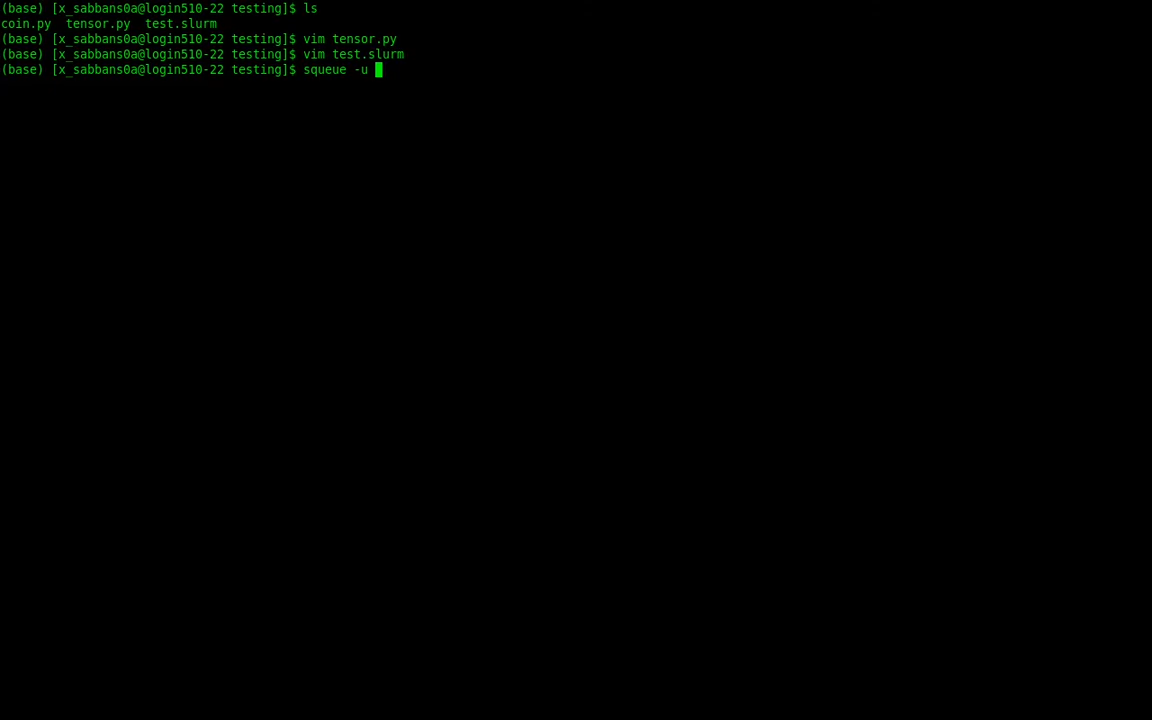 (base) [x_sabbans0a@login510-22 testing]$ ls
coin.py  tensor.py  test.slurm
(base) [x_sabbans0a@login510-22 testing]$ vim tensor.py
(base) [x_sabbans0a@login510-22 testing]$ vim test.slurm
(base) [x_sabbans0a@login510-22 testing]$ squeue -u